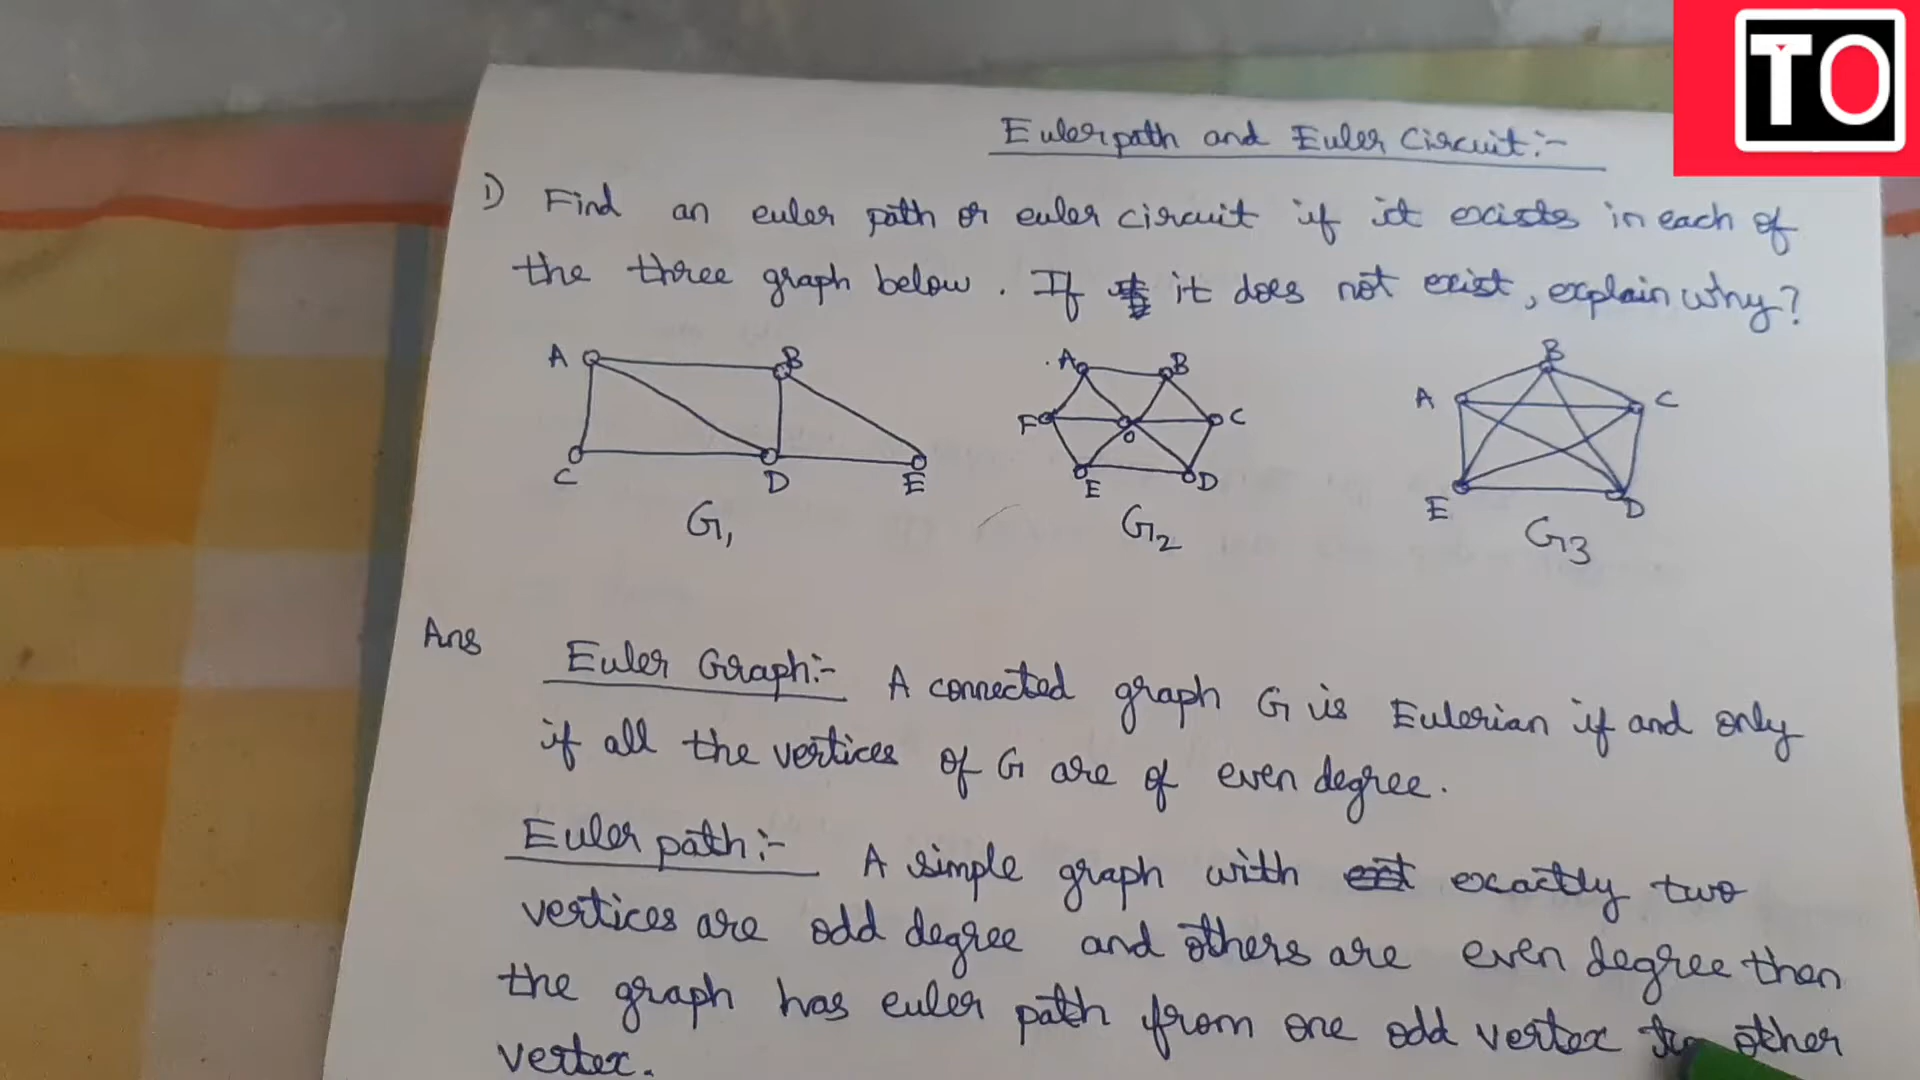 TO
Euler path and Euler Circuit:-
1) Find an euler path or euler circuit if it exists in each of
the three graph below. If it does not exist, explain why?
A B C D E
G1
A B F O C E D
G2
B A C E D
G3
Ans
Euler Graph:- A connected graph G is Eulerian if and only
if all the vertices of G are of even degree.
Euler path:- A simple graph with exactly two
vertices are odd degree and others are even degree then
the graph has euler path from one odd vertex to other
vertex.